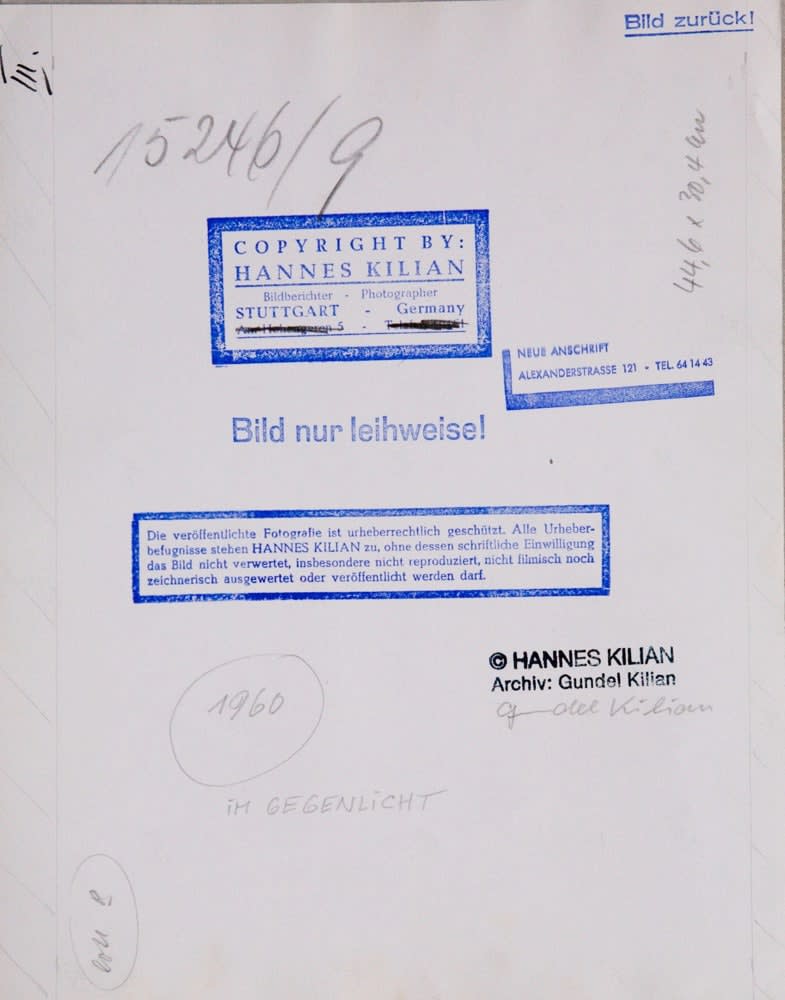 Bild zurück!
III.
15246/9
44,6 x 30,4 cm
COPYRIGHT BY:
HANNES KILIAN
Bildberichter - Photographer
STUTTGART - Germany
NEUE ANSCHRIFT
ALEXANDERSTRASSE 121 - TEL. 64 14 43
Bild nur leihweise!
Die veröffentlichte Fotografie ist urheberrechtlich geschützt. Alle Urheber-
befugnisse stehen HANNES KILIAN zu, ohne dessen schriftliche Einwilligung
das Bild nicht verwertet, insbesondere nicht reproduziert, nicht filmisch noch
zeichnerisch ausgewertet oder veröffentlicht werden darf.
© HANNES KILIAN
Archiv: Gundel Kilian
Gundel Kilian
1960
iM GEGENLiCHT